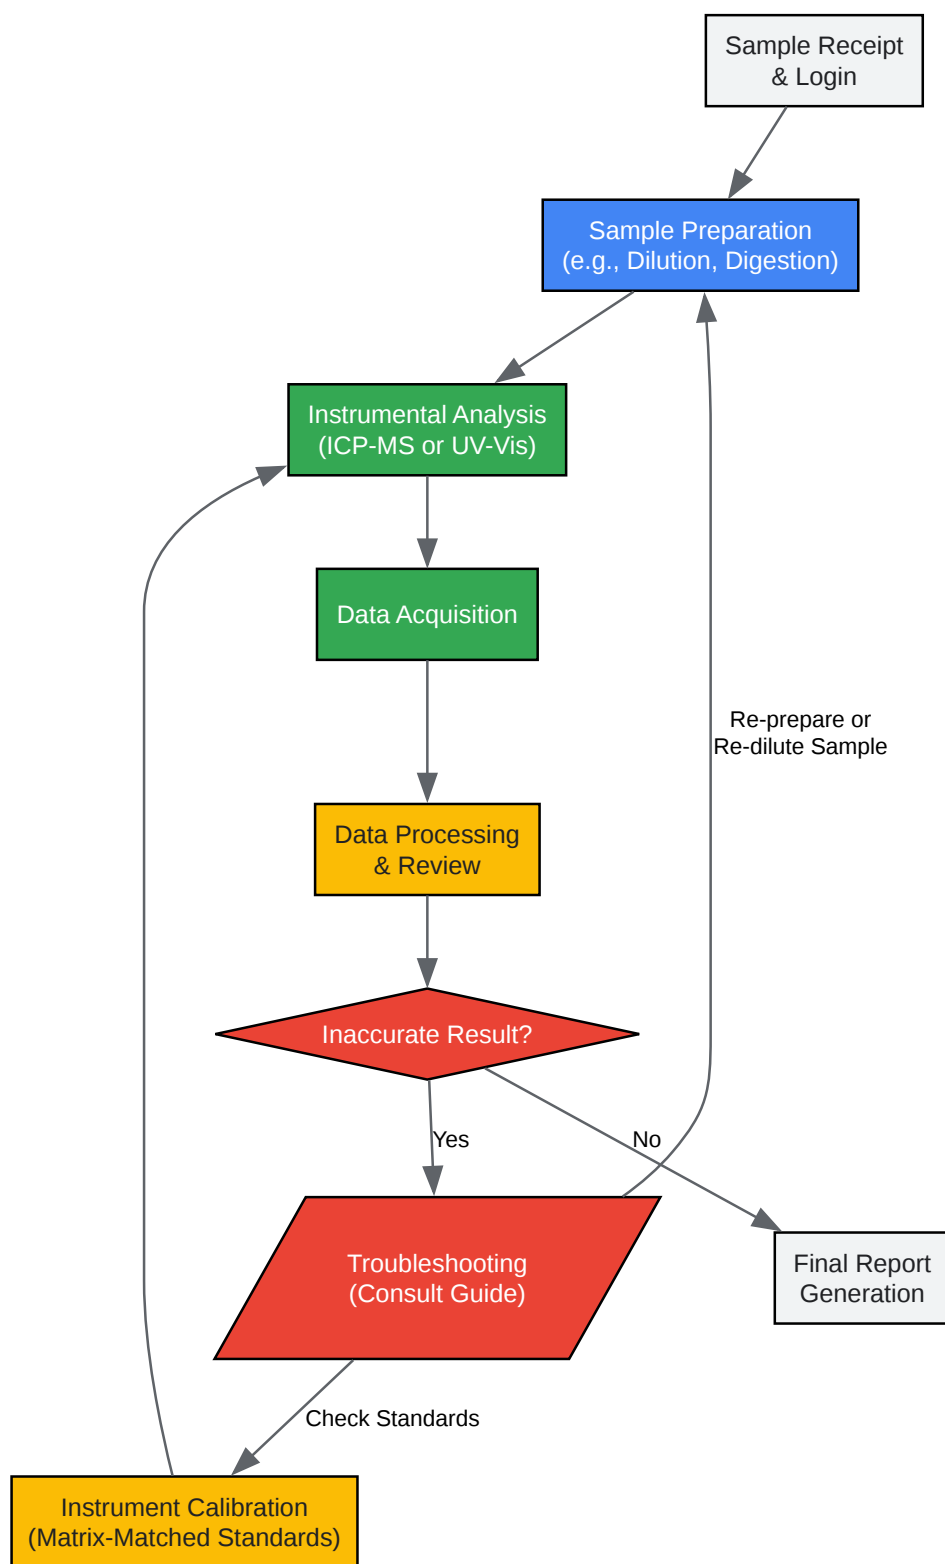 Sample Receipt
& Login
Sample Preparation
(e.g., Dilution, Digestion)
Instrumental Analysis
(ICP-MS or UV-Vis)
Data Acquisition
Re-prepare or
Re-dilute Sample
Data Processing
& Review
Inaccurate Result?
Yes
No
Troubleshooting
(Consult Guide)
Final Report
Generation
Check Standards
Instrument Calibration
(Matrix-Matched Standards)